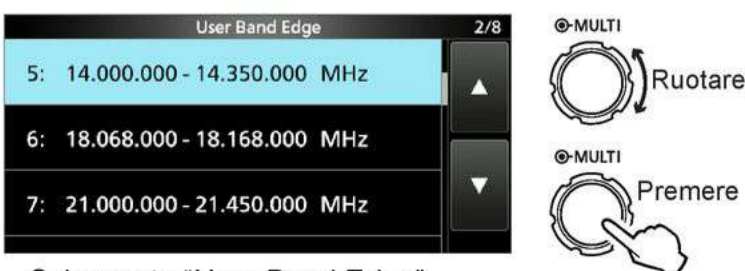 User Band Edge 2/8
5: 14.000.000 - 14.350.000 MHz
6: 18.068.000 - 18.168.000 MHz
7: 21.000.000 - 21.450.000 MHz
MULTI
Ruotare
MULTI
Premere